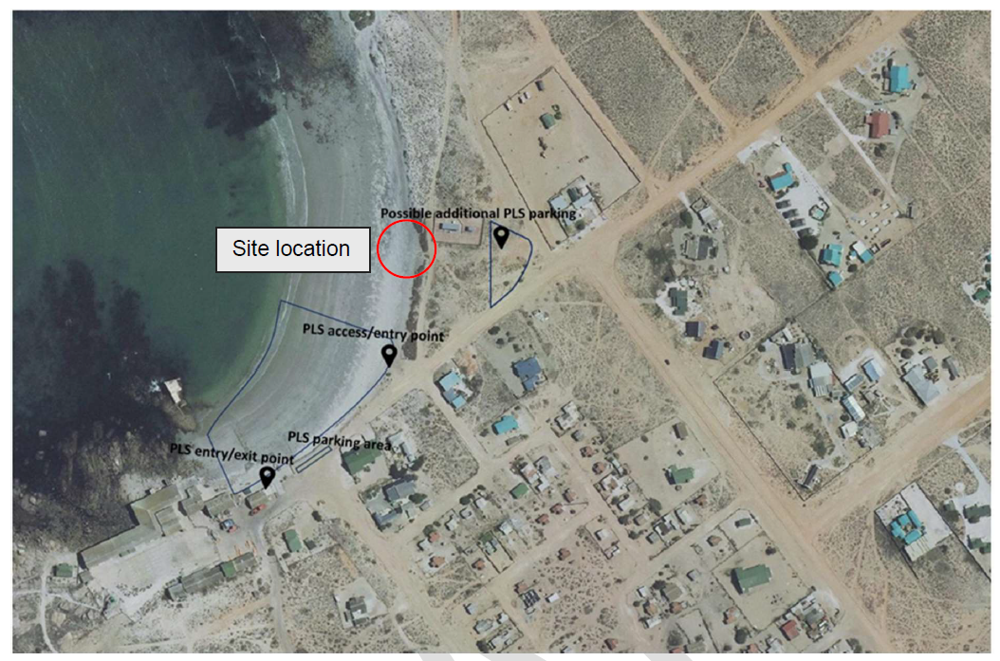 Possible additional PLS parking
Site location
PLS access/entry point
PLS parking area
PLS entry/exit point